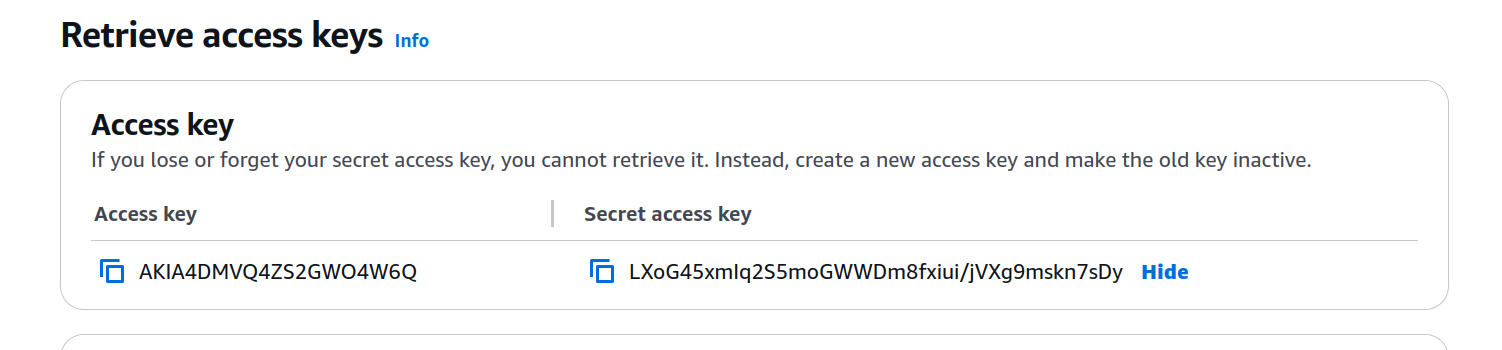 Retrieve access keys Info
Access key
If you lose or forget your secret access key, you cannot retrieve it. Instead, create a new access key and make the old key inactive.
Access key Secret access key
AKIA4DMVQ4ZS2GWO4W6Q LXoG45xmIq2S5moGWWDm8fxiui/jVXg9mskn7sDy Hide